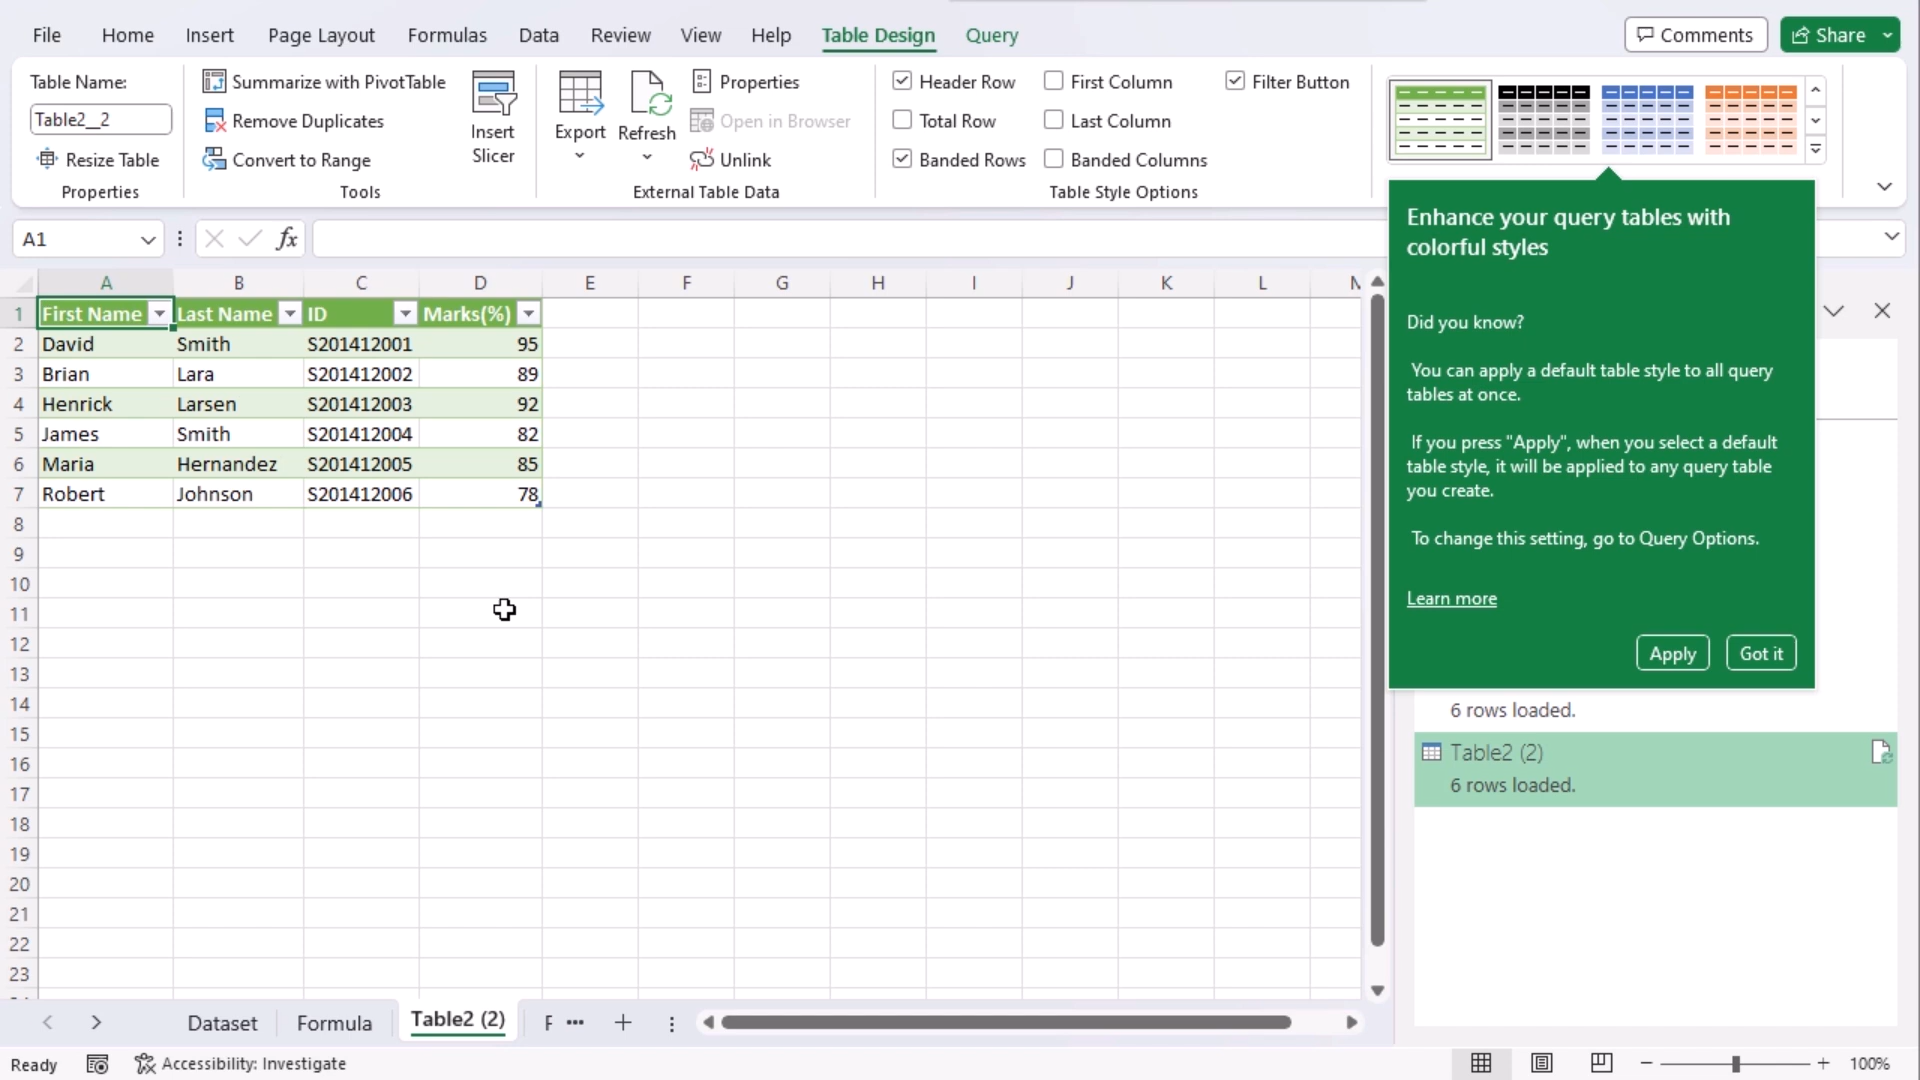 File Home Insert Page Layout Formulas Data Review View Help Table Design Query Comments Share
Table Name:
Table2__2
Resize Table
Properties
Summarize with PivotTable
Remove Duplicates
Convert to Range
Insert
Slicer
Tools
Export
Refresh
Properties
Open in Browser
Unlink
External Table Data
Header Row First Column Filter Button
Total Row Last Column
Banded Rows Banded Columns
Table Style Options
A1 fx
A B C D E F G H I J K L
1 First Name Last Name ID Marks(%)
2 David Smith S201412001 95
3 Brian Lara S201412002 89
4 Henrick Larsen S201412003 92
5 James Smith S201412004 82
6 Maria Hernandez S201412005 85
7 Robert Johnson S201412006 78
8
9
10
11
12
13
14
15
16
17
18
19
20
21
22
23
Enhance your query tables with
colorful styles
Did you know?
You can apply a default table style to all query
tables at once.
If you press "Apply", when you select a default
table style, it will be applied to any query table
you create.
To change this setting, go to Query Options.
Learn more
Apply Got it
6 rows loaded.
Table2 (2)
6 rows loaded.
Dataset Formula Table2 (2)
Ready Accessibility: Investigate 100%